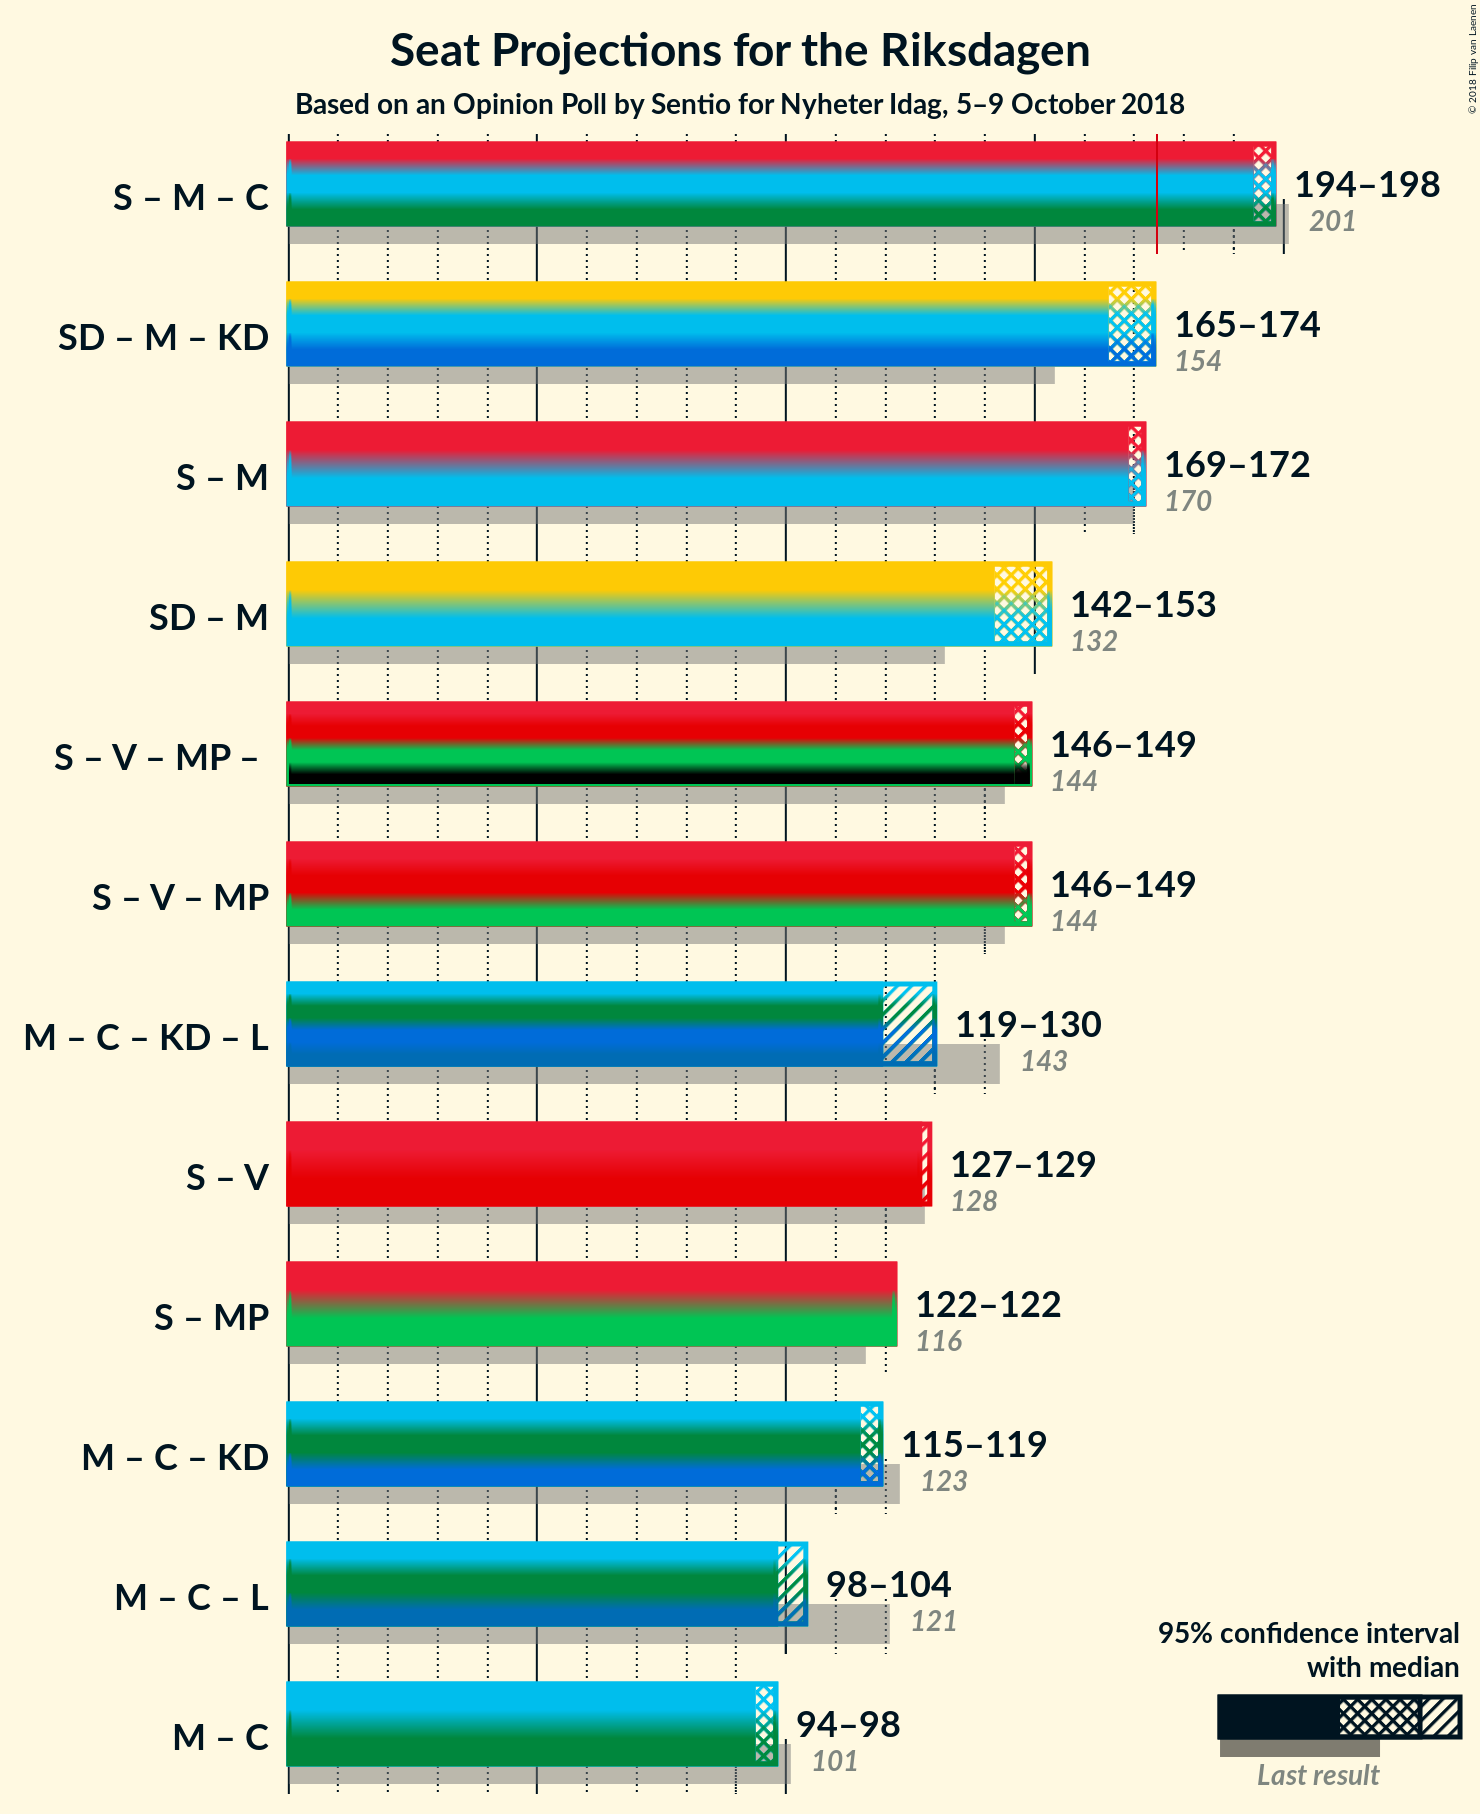 Seat Projections for the Riksdagen
Based on an Opinion Poll by Sentio for Nyheter Idag, 5–9 October 2018
© 2018 Filip van Laenen
S – M – C
194–198
201
SD – M – KD
165–174
154
S – M
169–172
170
SD – M
142–153
132
S – V – MP –
146–149
144
S – V – MP
146–149
144
M – C – KD – L
119–130
143
S – V
127–129
128
S – MP
122–122
116
M – C – KD
115–119
123
M – C – L
98–104
121
M – C
94–98
101
95% confidence interval
with median
Last result